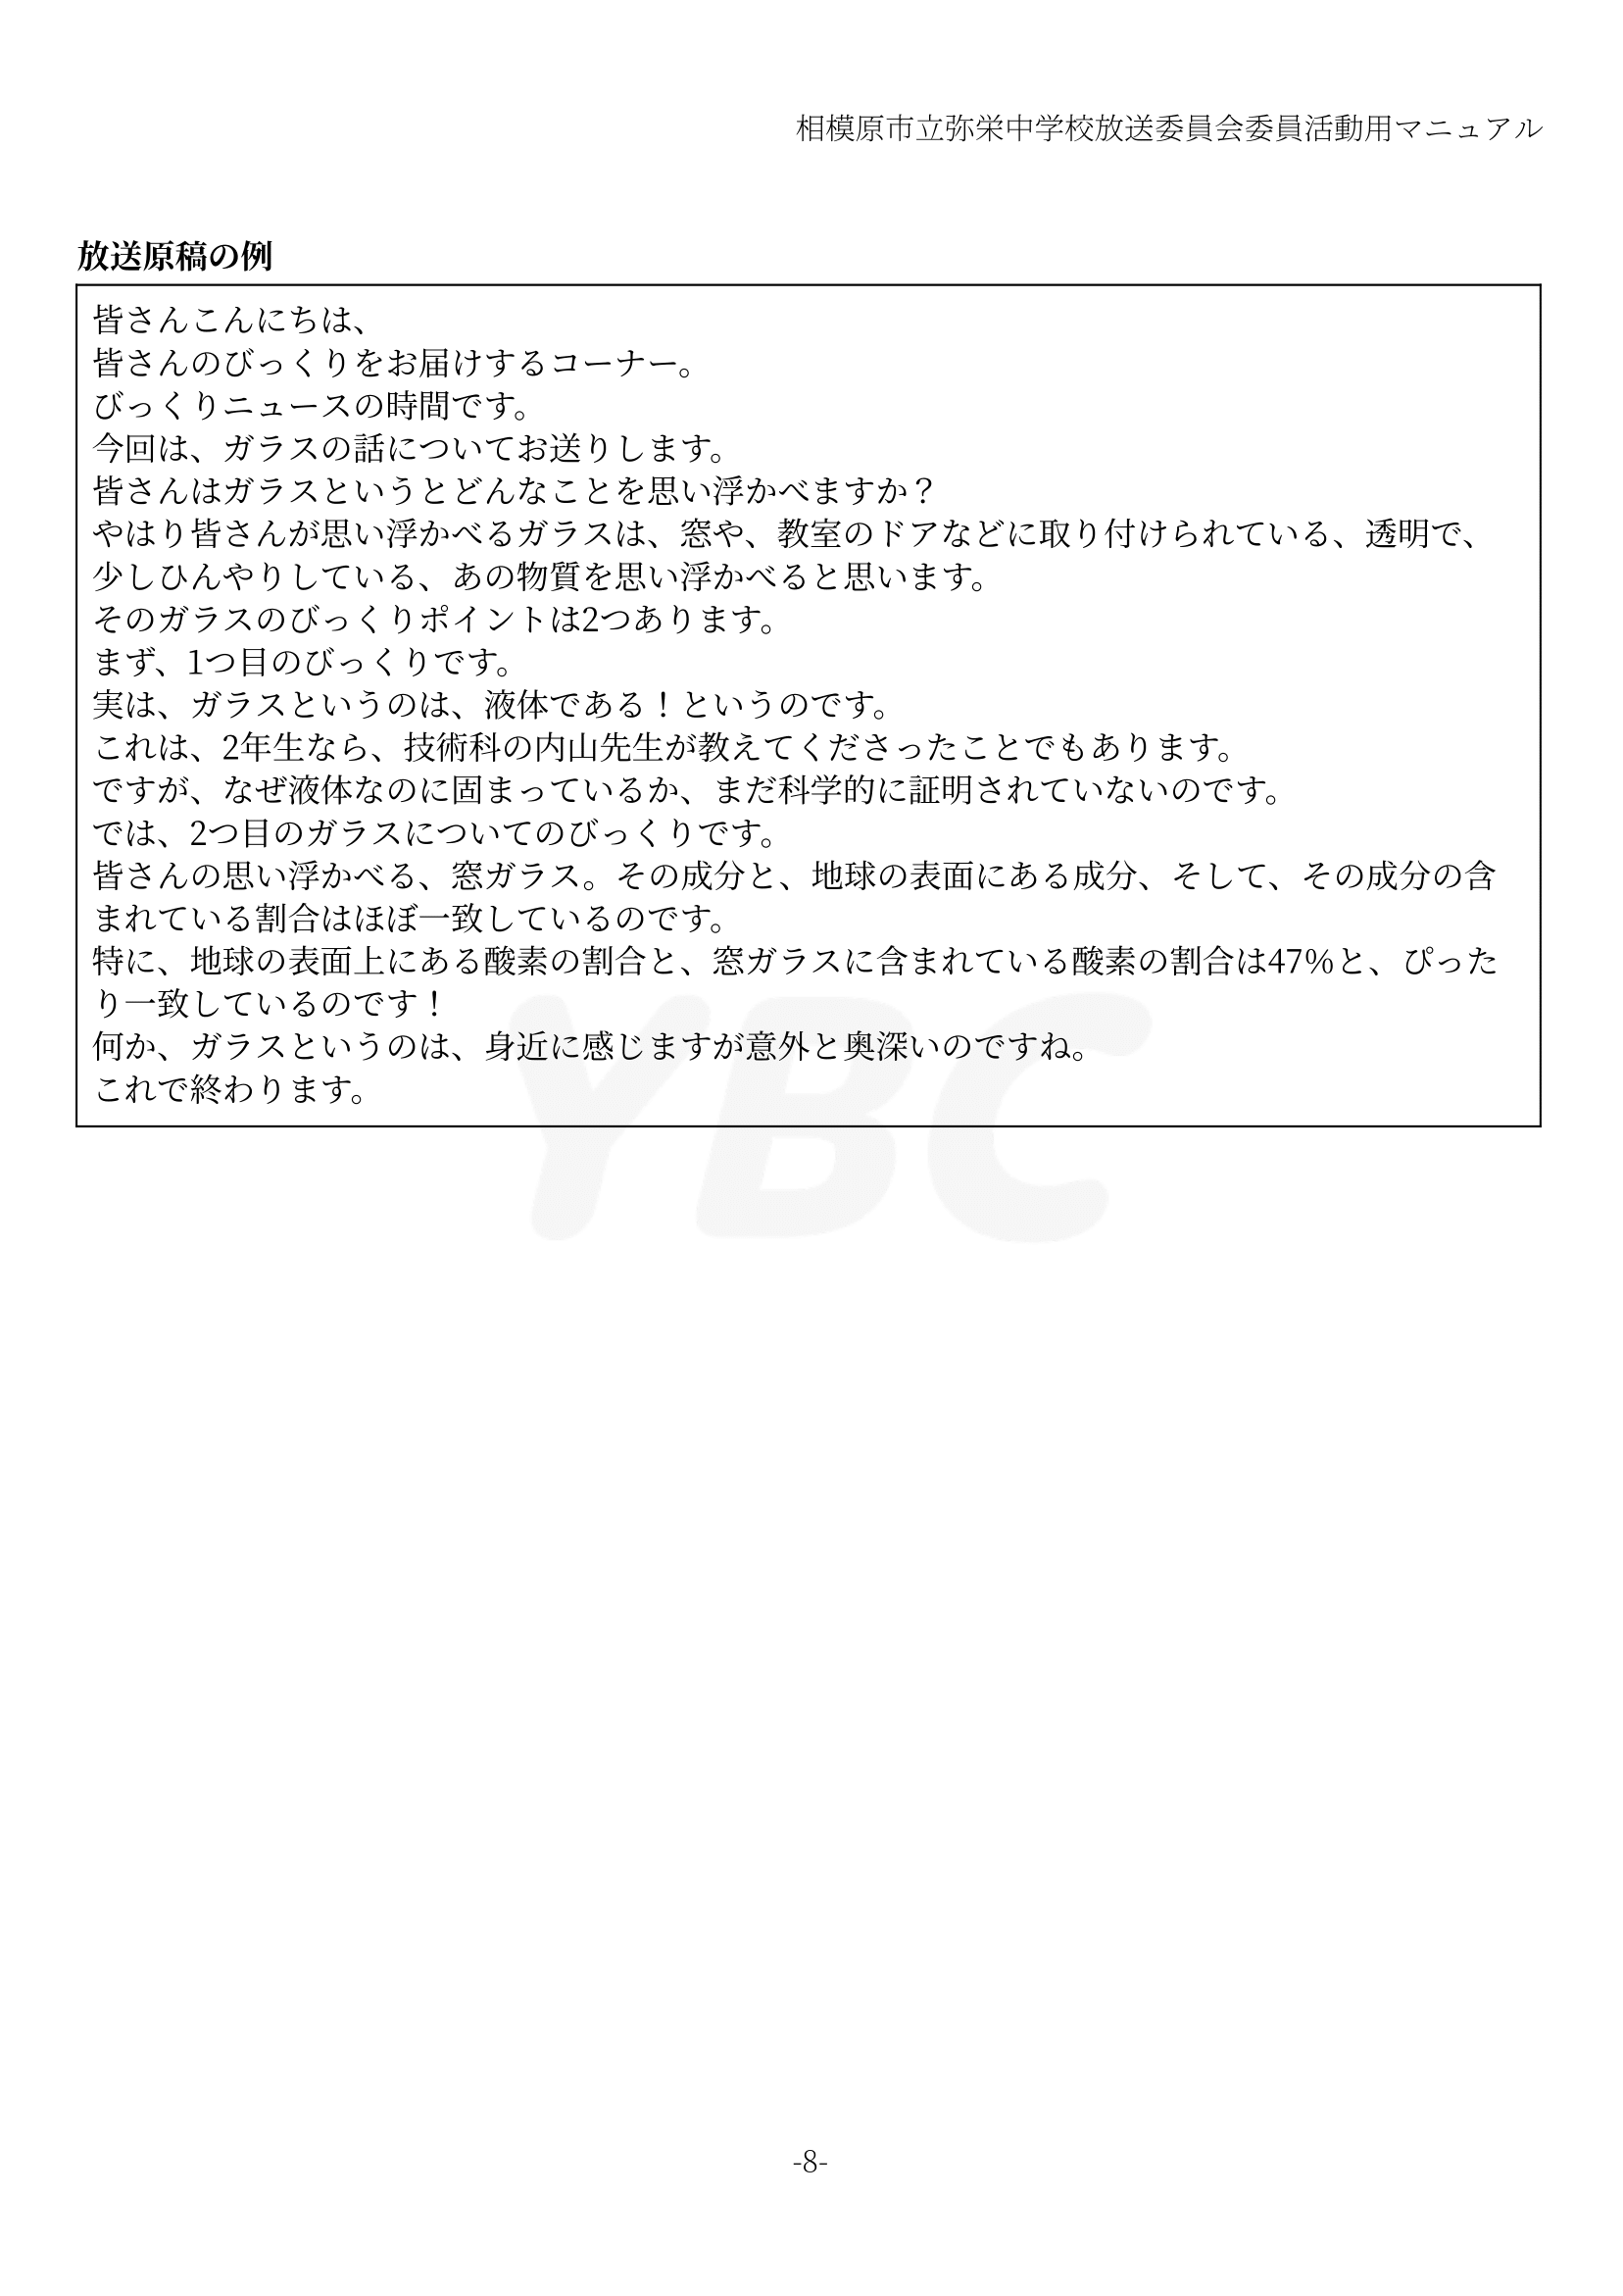 相模原市立弥栄中学校放送委員会委員活動用マニュアル
放送原稿の例
皆さんこんにちは、
皆さんのびっくりをお届けするコーナー。
びっくりニュースの時間です。
今回は、ガラスの話についてお送りします。
皆さんはガラスというとどんなことを思い浮かべますか？
やはり皆さんが思い浮かべるガラスは、窓や、教室のドアなどに取り付けられている、透明で、
少しひんやりしている、あの物質を思い浮かべると思います。
そのガラスのびっくりポイントは2つあります。
まず、1つ目のびっくりです。
実は、ガラスというのは、液体である！というのです。
これは、2年生なら、技術科の内山先生が教えてくださったことでもあります。
ですが、なぜ液体なのに固まっているか、まだ科学的に証明されていないのです。
では、2つ目のガラスについてのびっくりです。
皆さんの思い浮かべる、窓ガラス。その成分と、地球の表面にある成分、そして、その成分の含
まれている割合はほぼ一致しているのです。
特に、地球の表面上にある酸素の割合と、窓ガラスに含まれている酸素の割合は47%と、ぴった
り一致しているのです！
何か、ガラスというのは、身近に感じますが意外と奥深いのですね。
これで終わります。
YBC
-8-